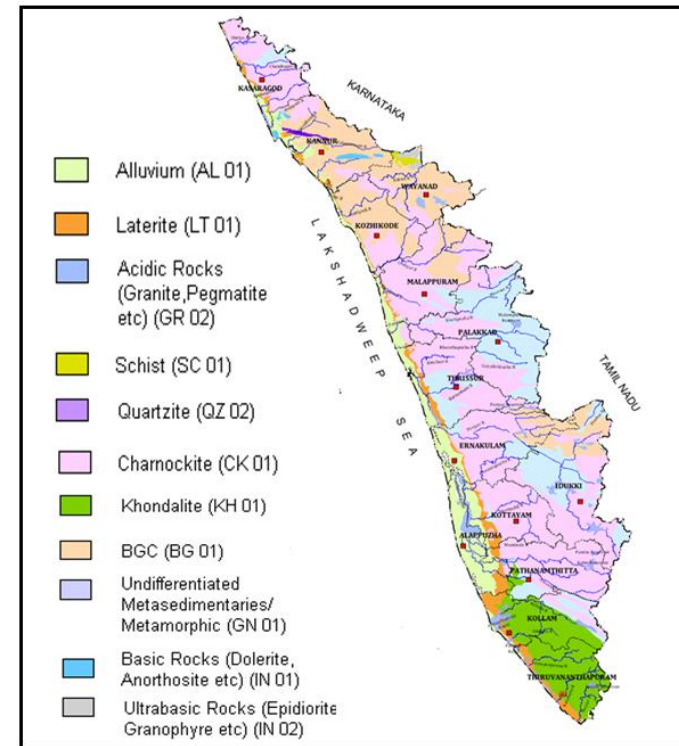 KARNATAKA
KASARAGOD
KANNUR
WAYANAD
KOZHIKODE
MALAPPURAM
PALAKKAD
THRISSUR
TAMIL NADU
LAKSHADWEEP SEA
ERNAKULAM
IDUKKI
KOTTAYAM
ALAPPUZHA
PATHANAMTHITTA
KOLLAM
THIRUVANANTHAPURAM
Alluvium (AL 01)
Laterite (LT 01)
Acidic Rocks
(Granite,Pegmatite
etc) (GR 02)
Schist (SC 01)
Quartzite (QZ 02)
Charnockite (CK 01)
Khondalite (KH 01)
BGC (BG 01)
Undifferentiated
Metasedimentaries/
Metamorphic (GN 01)
Basic Rocks (Dolerite,
Anorthosite etc) (IN 01)
Ultrabasic Rocks (Epidiorite
Granophyre etc) (IN 02)